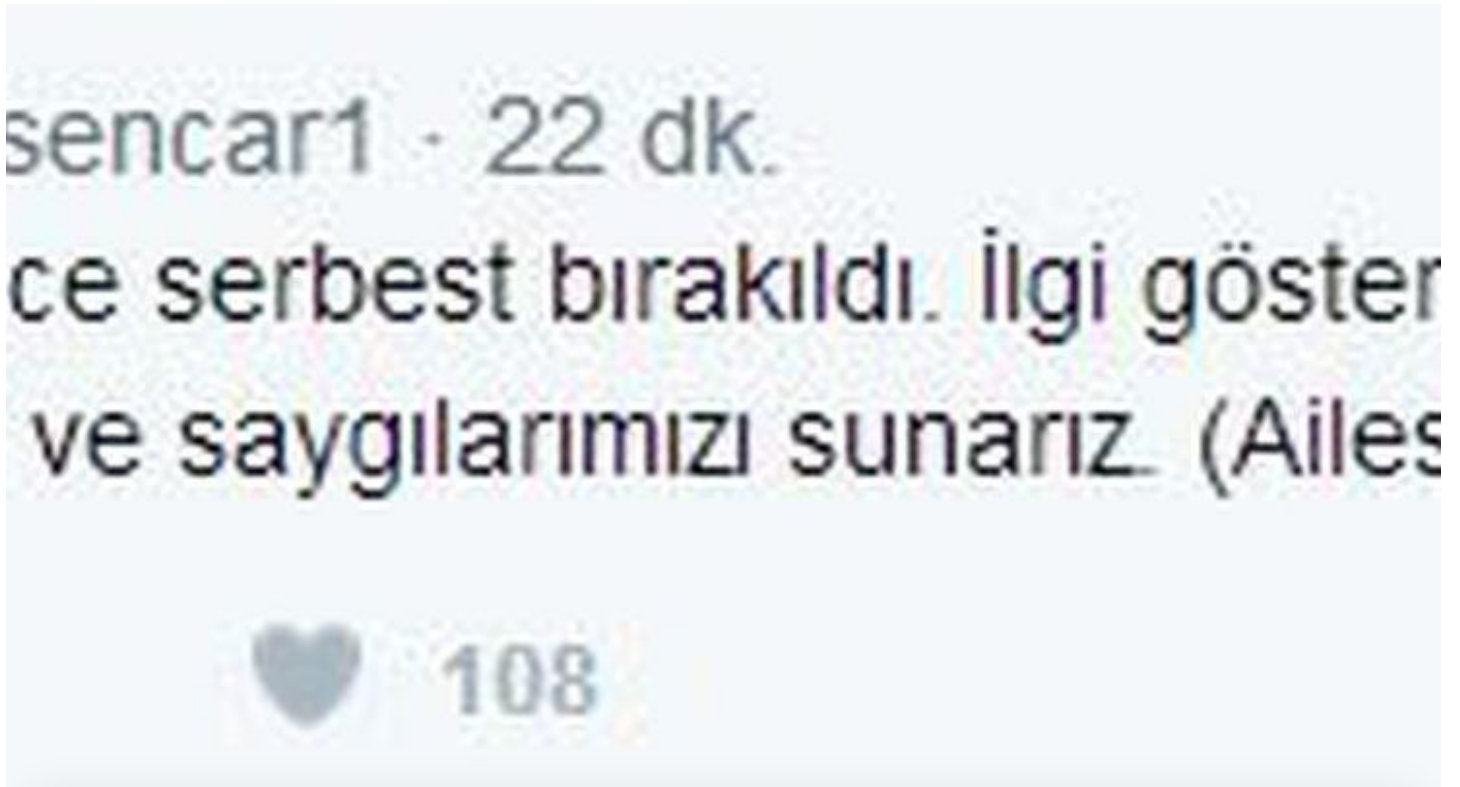 sencar1 · 22 dk.
ce serbest bırakıldı. İlgi göster
ve saygılarımızı sunarız. (Ailes
108